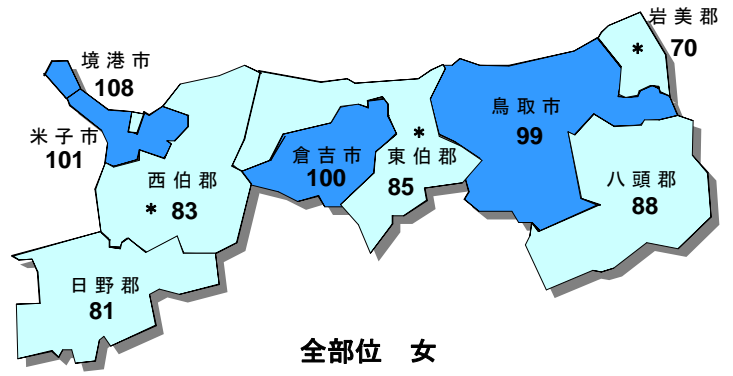 岩美郡
* 70
境港市
108
鳥取市
99
米子市
101
倉吉市
100
*
東伯郡
85
八頭郡
88
西伯郡
* 83
日野郡
81
全部位 女